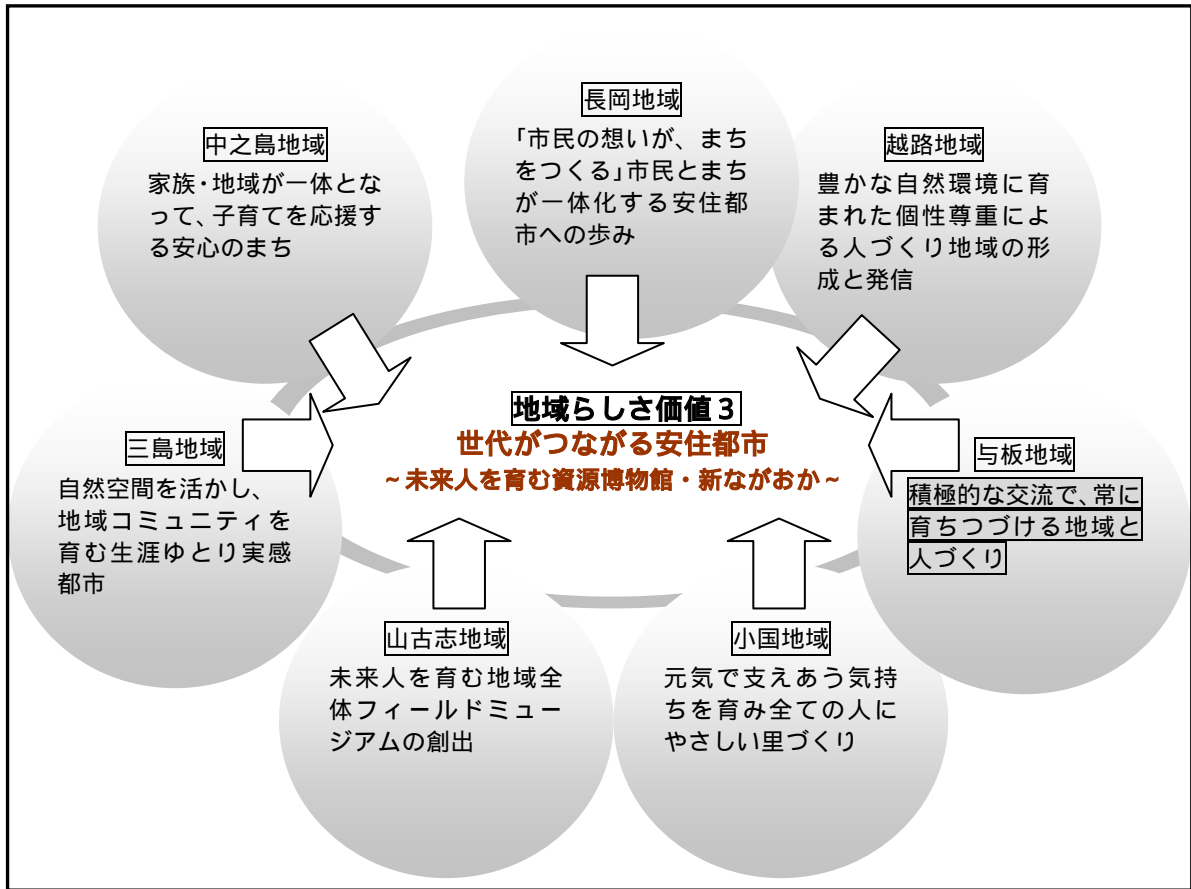 長岡地域
「市民の想いが、まち
をつくる」市民とまち
が一体化する安住都
市への歩み
中之島地域
家族・地域が一体とな
って、子育てを応援す
る安心のまち
越路地域
豊かな自然環境に育
まれた個性尊重によ
る人づくり地域の形
成と発信
地域らしさ価値3
世代がつながる安住都市
~未来人を育む資源博物館・新ながおか~
三島地域
自然空間を活かし、
地域コミュニティを
育む生涯ゆとり実感
都市
与板地域
積極的な交流で、常に
育ちつづける地域と
人づくり
山古志地域
未来人を育む地域全
体フィールドミュー
ジアムの創出
小国地域
元気で支えあう気持
ちを育み全ての人に
やさしい里づくり